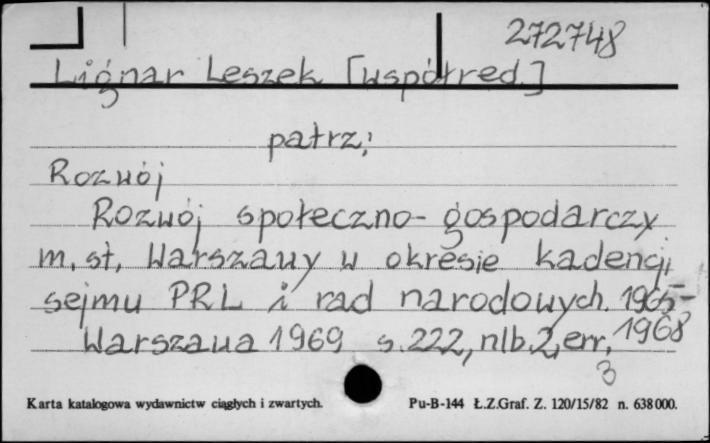 272748
Lignar Leszek [współred.]
patrz:
Rozwój
Rozwój społeczno-gospodarczy
m. st. Warszawy w okresie kadencji
sejmu PRL i rad narodowych. 1965-
1968
Warszawa 1969 s. 222, nlb. 2, err.
3
Karta katalogowa wydawnictw ciągłych i zwartych.
Pu-B-144 Ł.Z.Graf. Z. 120/15/82 n. 638000.